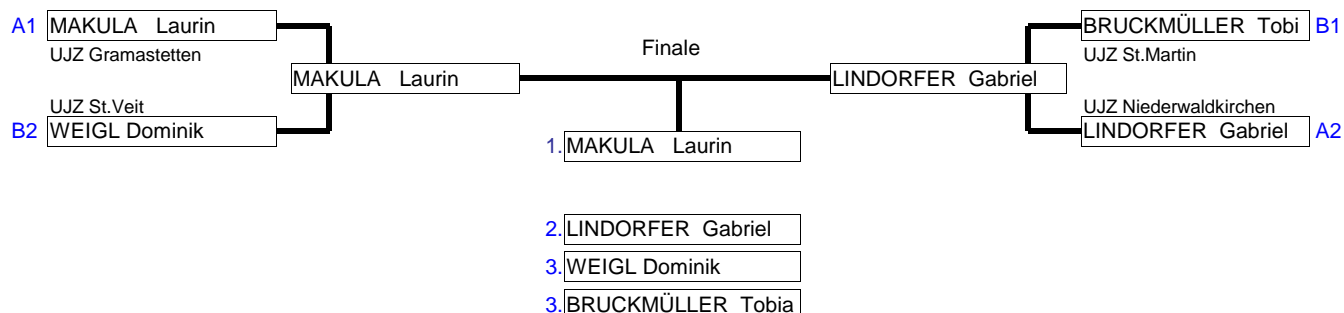 A1 MAKULA Laurin
UJZ Gramastetten
UJZ St.Veit
B2 WEIGL Dominik
MAKULA Laurin
Finale
LINDORFER Gabriel
BRUCKMÜLLER Tobi B1
UJZ St.Martin
UJZ Niederwaldkirchen
LINDORFER Gabriel A2
1. MAKULA Laurin
2. LINDORFER Gabriel
3. WEIGL Dominik
3. BRUCKMÜLLER Tobia